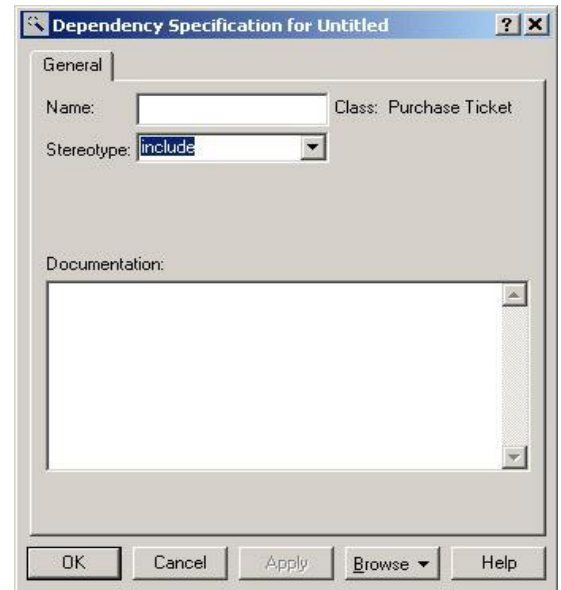 Dependency Specification for Untitled
General
Name: Class: Purchase Ticket
Stereotype: include
Documentation:
OK Cancel Apply Browse Help